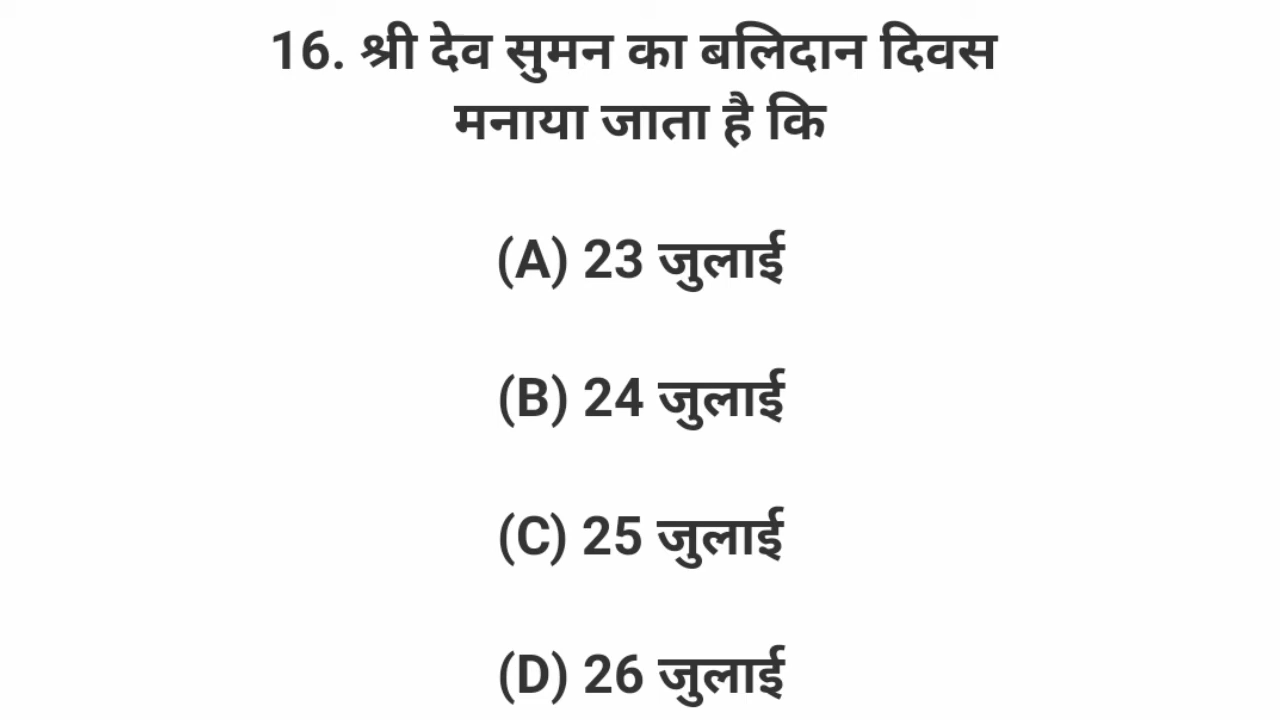 16. श्री देव सुमन का बलिदान दिवस
मनाया जाता है कि
(A) 23 जुलाई
(B) 24 जुलाई
(C) 25 जुलाई
(D) 26 जुलाई